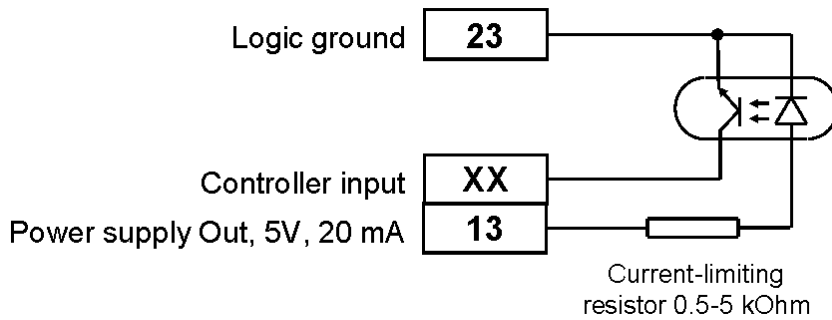 Logic ground 23
Controller input XX
Power supply Out, 5V, 20 mA 13
Current-limiting
resistor 0.5-5 kOhm